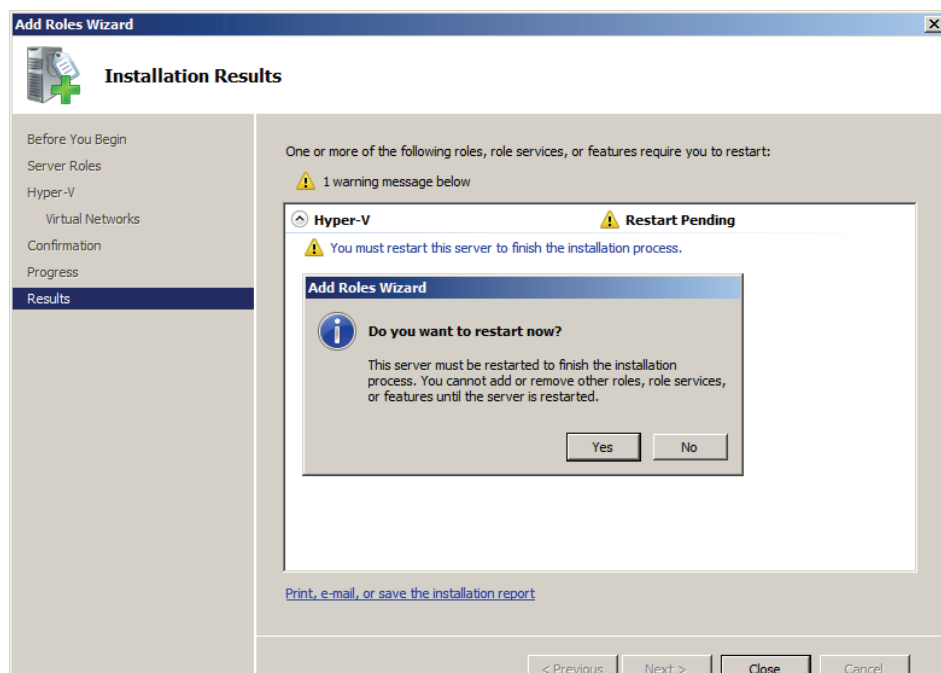 Add Roles Wizard
Installation Results
Before You Begin
Server Roles
Hyper-V
Virtual Networks
Confirmation
Progress
Results
One or more of the following roles, role services, or features require you to restart:
1 warning message below
Hyper-V Restart Pending
You must restart this server to finish the installation process.
Add Roles Wizard
Do you want to restart now?
This server must be restarted to finish the installation
process. You cannot add or remove other roles, role services,
or features until the server is restarted.
Yes No
Print, e-mail, or save the installation report
< Previous Next > Close Cancel